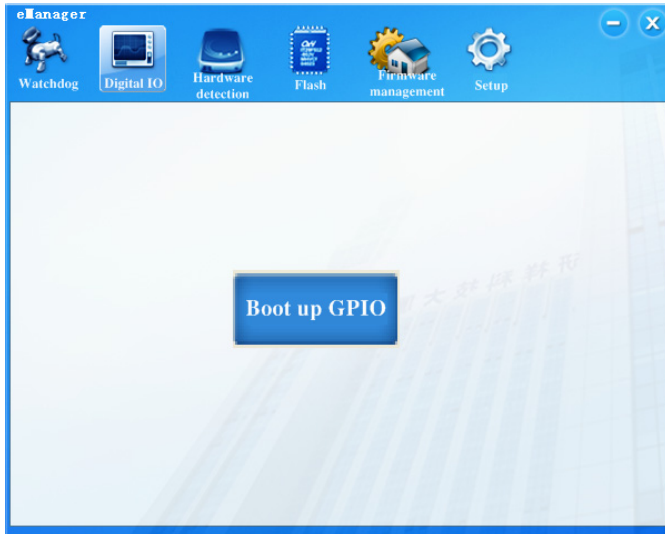 eManager
Watchdog
Digital IO
Hardware
detection
Flash
Firmware
management
Setup
Boot up GPIO